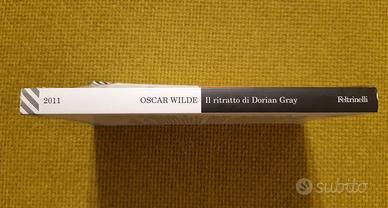 2011 OSCAR WILDE Il ritratto di Dorian Gray Feltrinelli
subito